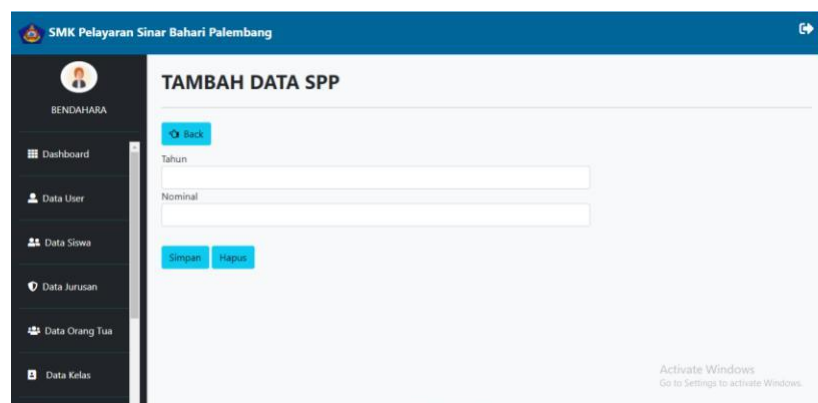 SMK Pelayaran Sinar Bahari Palembang
BENDAHARA
Dashboard
Data User
Data Siswa
Data Jurusan
Data Orang Tua
Data Kelas
TAMBAH DATA SPP
Back
Tahun
Nominal
Simpan Hapus
Activate Windows
Go to Settings to activate Windows.